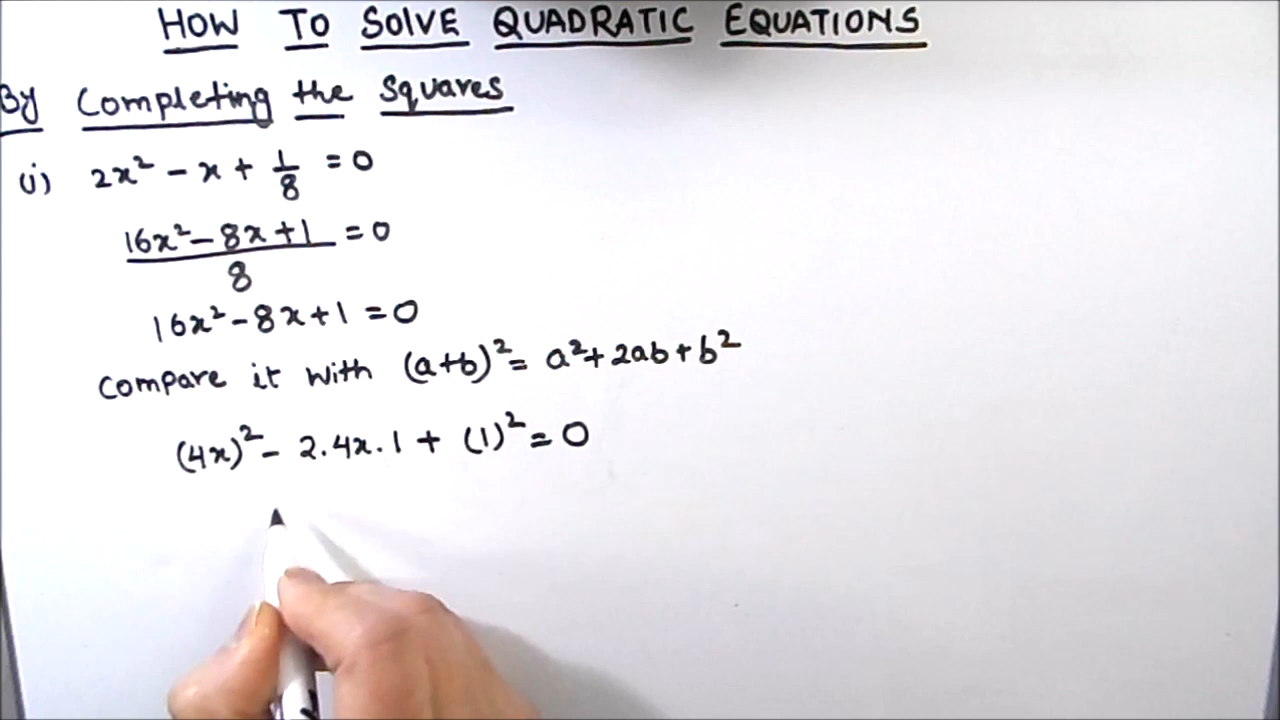 HOW TO SOLVE QUADRATIC EQUATIONS
By Completing the Squares
(i) 2x² - x + 1/8 = 0
(16x² - 8x + 1)/8 = 0
16x² - 8x + 1 = 0
Compare it with (a+b)² = a² + 2ab + b²
(4x)² - 2.4x.1 + (1)² = 0